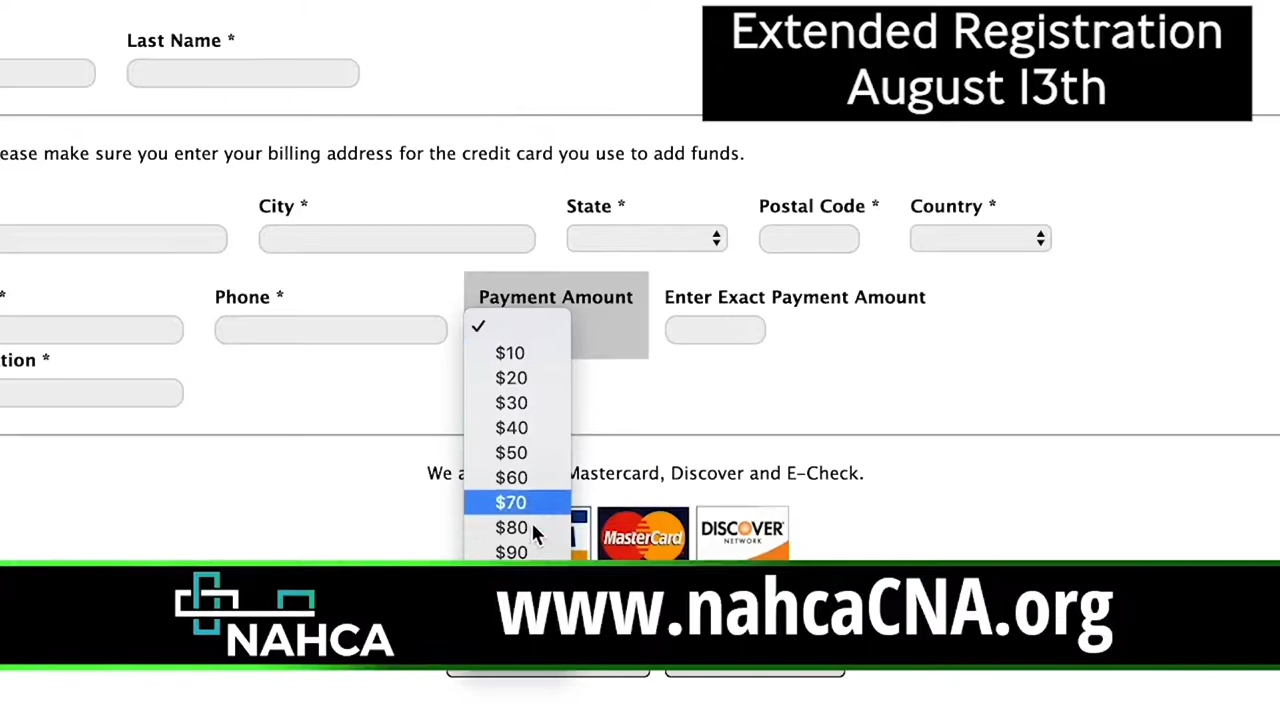 Extended Registration
August 13th
Last Name *
ease make sure you enter your billing address for the credit card you use to add funds.
City *
State *
Postal Code *
Country *
*
Phone *
Payment Amount
Enter Exact Payment Amount
tion *
✓
$10
$20
$30
$40
$50
$60
$70
$80
$90
We a
Mastercard, Discover and E-Check.
MasterCard
DISCOVER
NETWORK
NAHCA
www.nahcaCNA.org